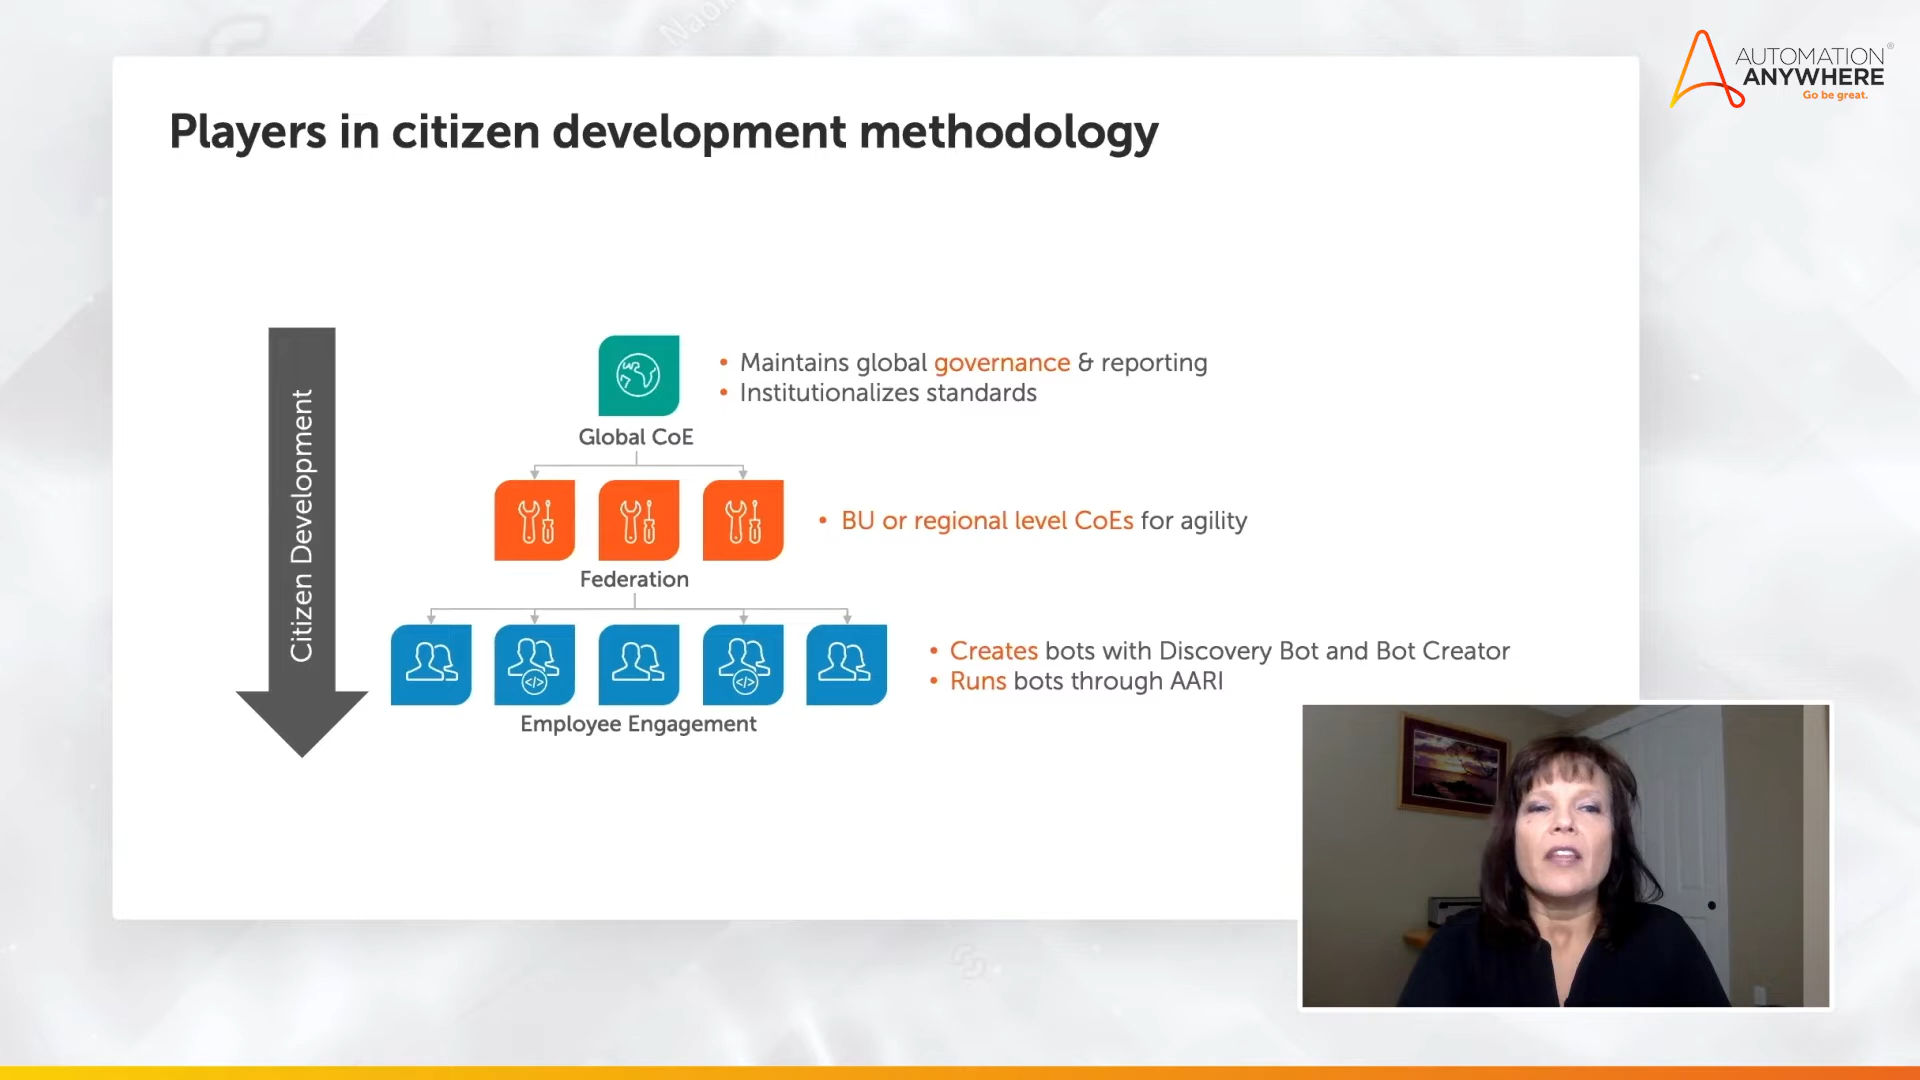 AUTOMATION
ANYWHERE
Go be great.
Players in citizen development methodology
Citizen Development
• Maintains global governance & reporting
• Institutionalizes standards
Global CoE
• BU or regional level CoEs for agility
Federation
• Creates bots with Discovery Bot and Bot Creator
• Runs bots through AARI
Employee Engagement